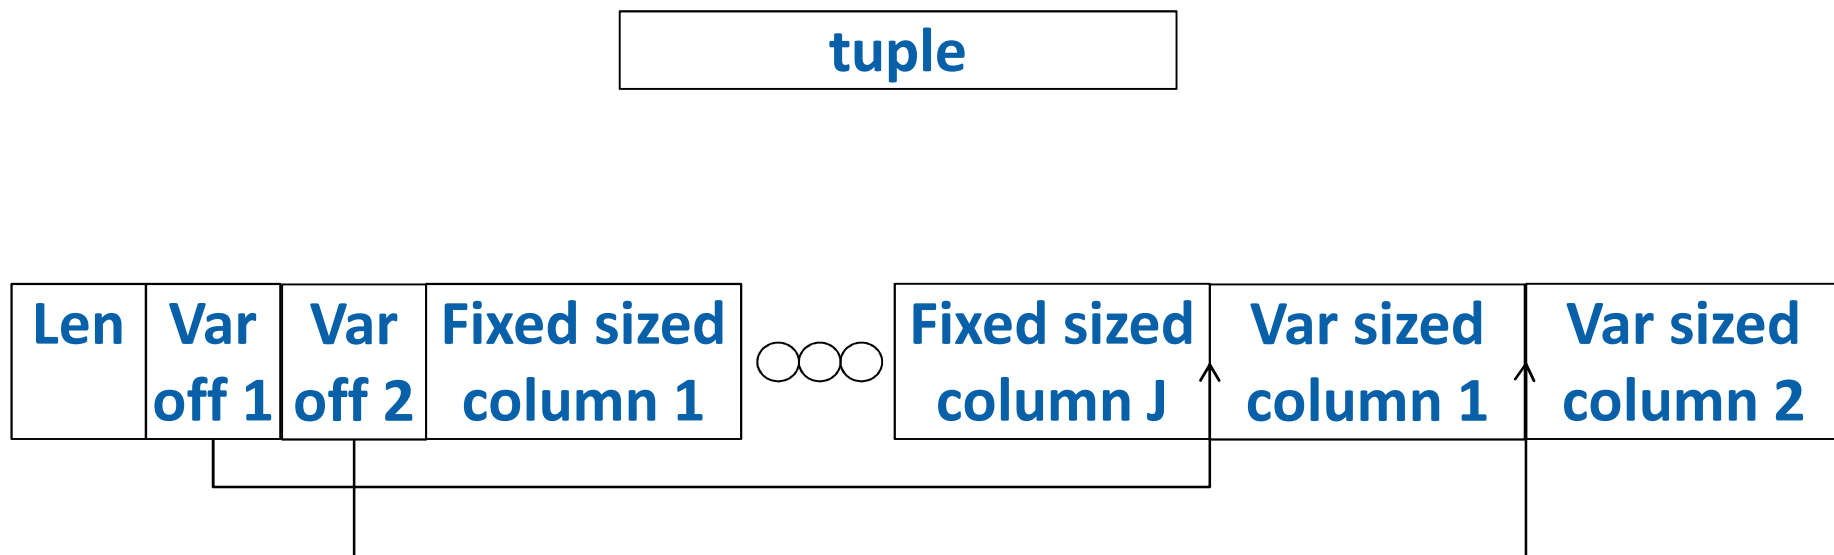 tuple
Len
Var
off 1
Var
off 2
Fixed sized
column 1
Fixed sized
column J
Var sized
column 1
Var sized
column 2